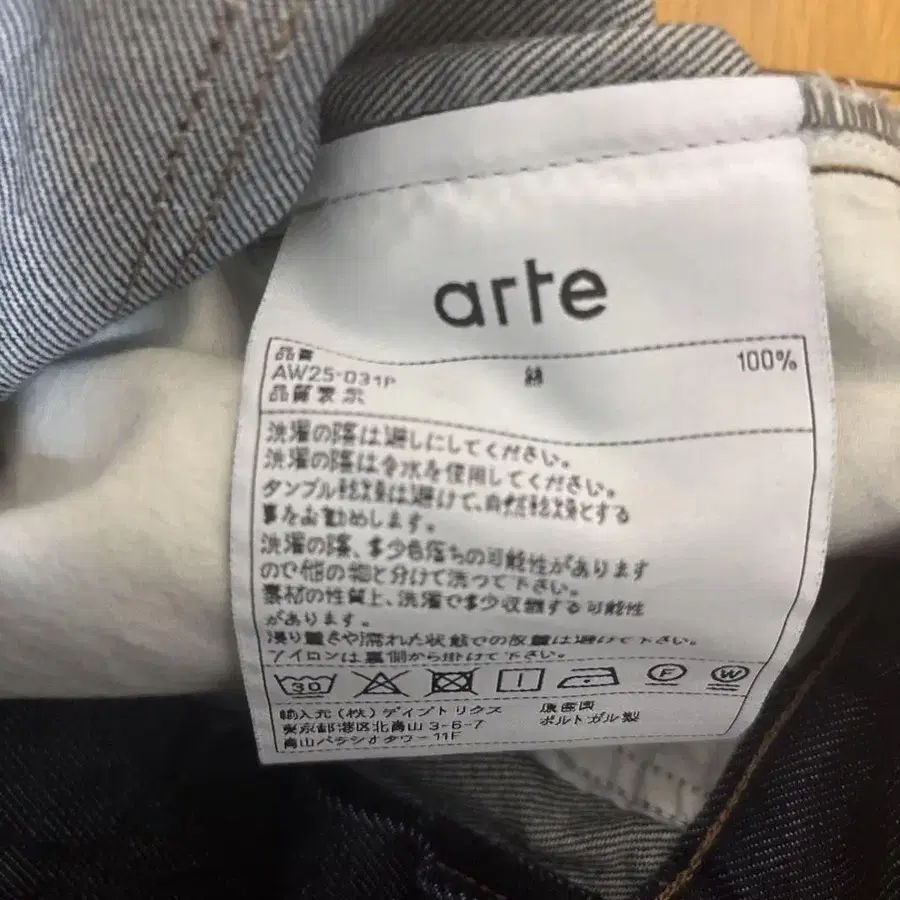 arte
品番
AW25-031P
品質表示
綿 100%
洗濯の際は裏返しにしてください。
洗濯の際は冷水を使用してください。
タンブル乾燥は避けて、自然乾燥とする
事をお勧めします。
洗濯の際、多少色落ちの可能性があります
ので他の物と分けて洗って下さい。
素材の性質上、洗濯で多少収縮する可能性
があります。
浸け置きや濡れた状態での放置は避けて下さい。
アイロンは裏側から掛けて下さい。
30 F W
輸入元 (株) デイントリクス
東京都港区北青山 3-6-7
青山パラシオタワー 11F
原産国
ポルトガル製